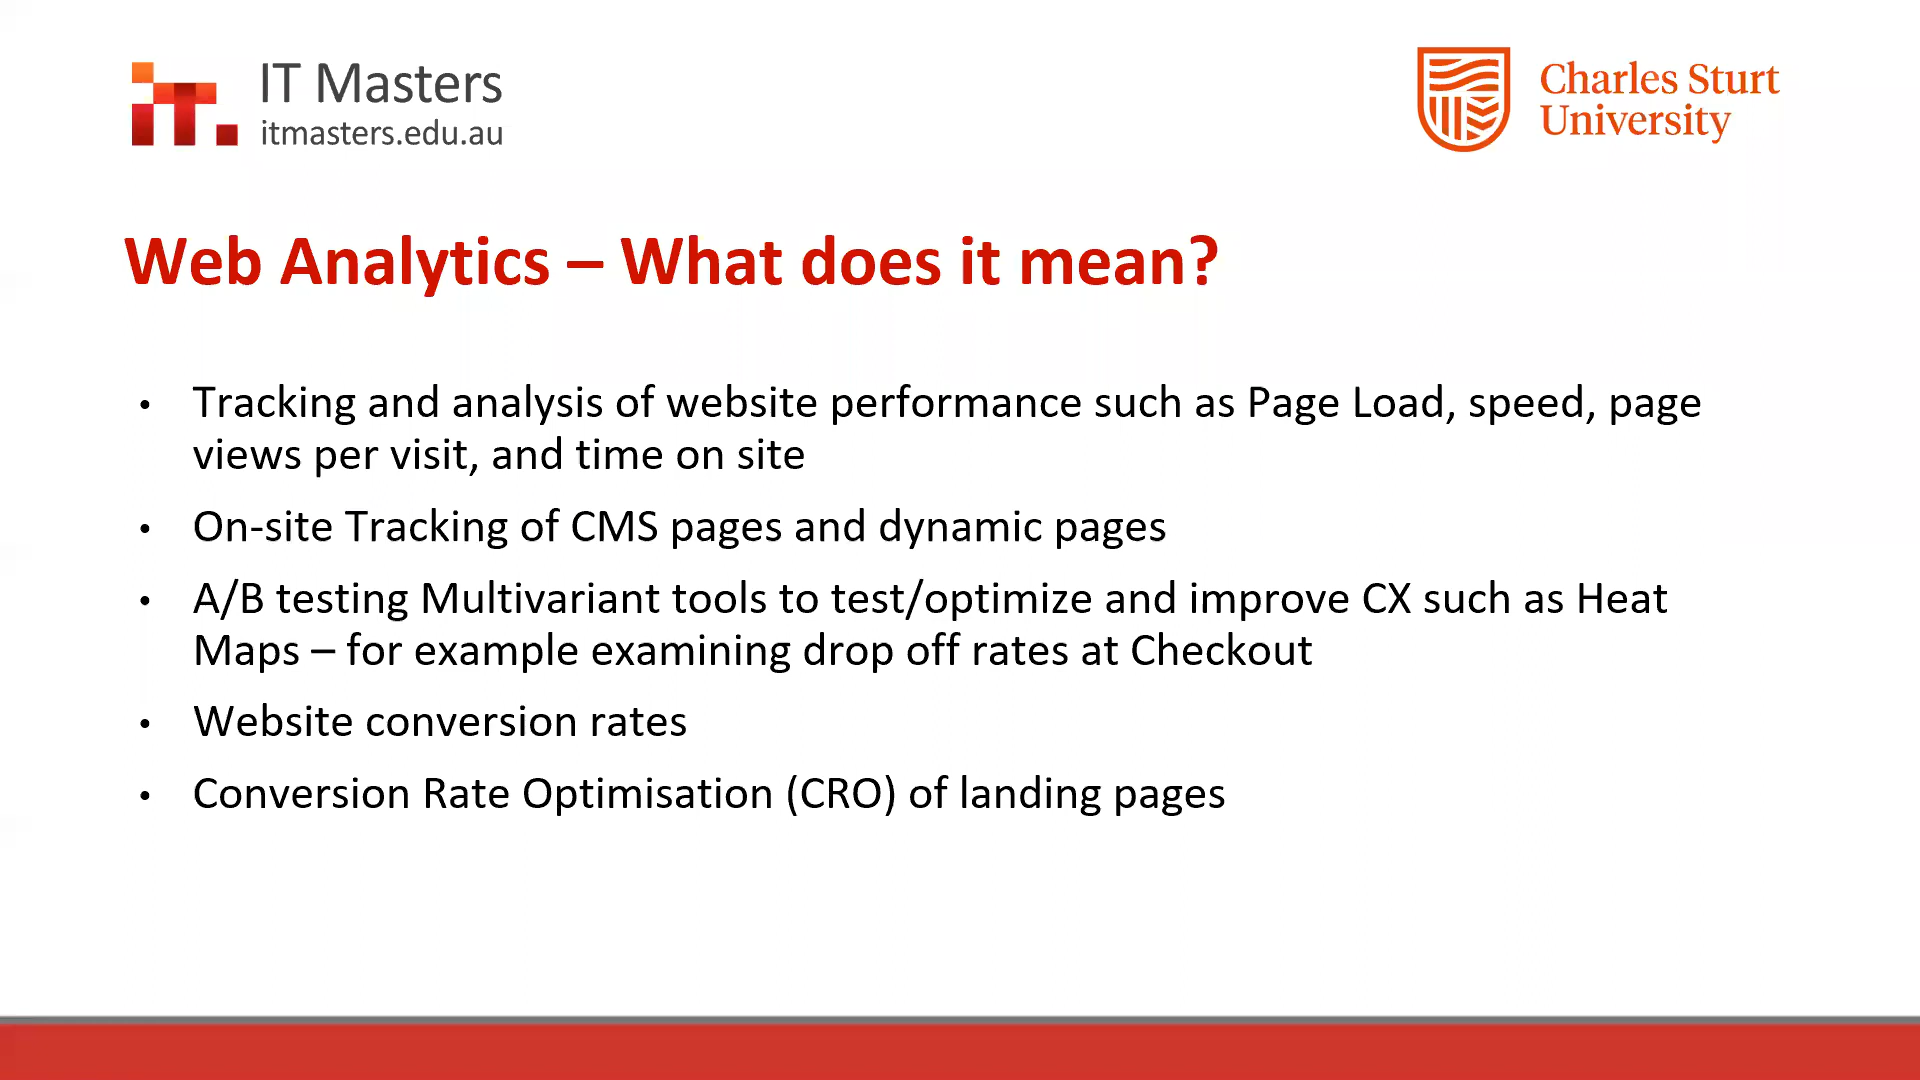 IT Masters
itmasters.edu.au
Charles Sturt
University
Web Analytics – What does it mean?
• Tracking and analysis of website performance such as Page Load, speed, page
views per visit, and time on site
• On-site Tracking of CMS pages and dynamic pages
• A/B testing Multivariant tools to test/optimize and improve CX such as Heat
Maps – for example examining drop off rates at Checkout
• Website conversion rates
• Conversion Rate Optimisation (CRO) of landing pages